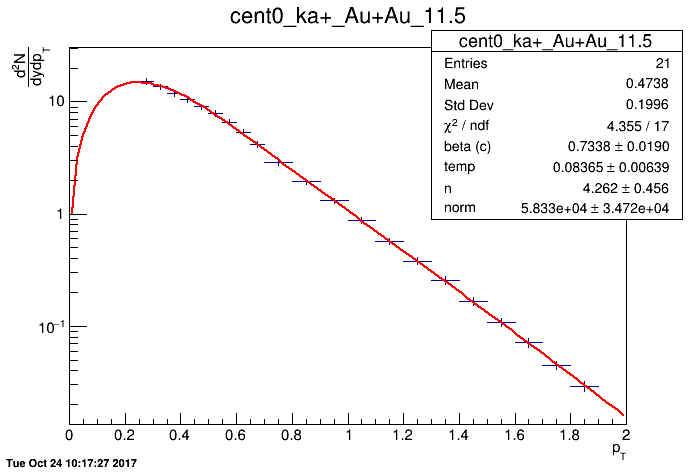 cent0_ka+_Au+Au_11.5
cent0_ka+_Au+Au_11.5
Entries 21
Mean 0.4738
Std Dev 0.1996
χ² / ndf 4.355 / 17
beta (c) 0.7338 ± 0.0190
temp 0.08365 ± 0.00639
n 4.262 ± 0.456
norm 5.833e+04 ± 3.472e+04
d²N
dydp_T
10
1
10⁻¹
0 0.2 0.4 0.6 0.8 1 1.2 1.4 1.6 1.8 2
p_T
Tue Oct 24 10:17:27 2017